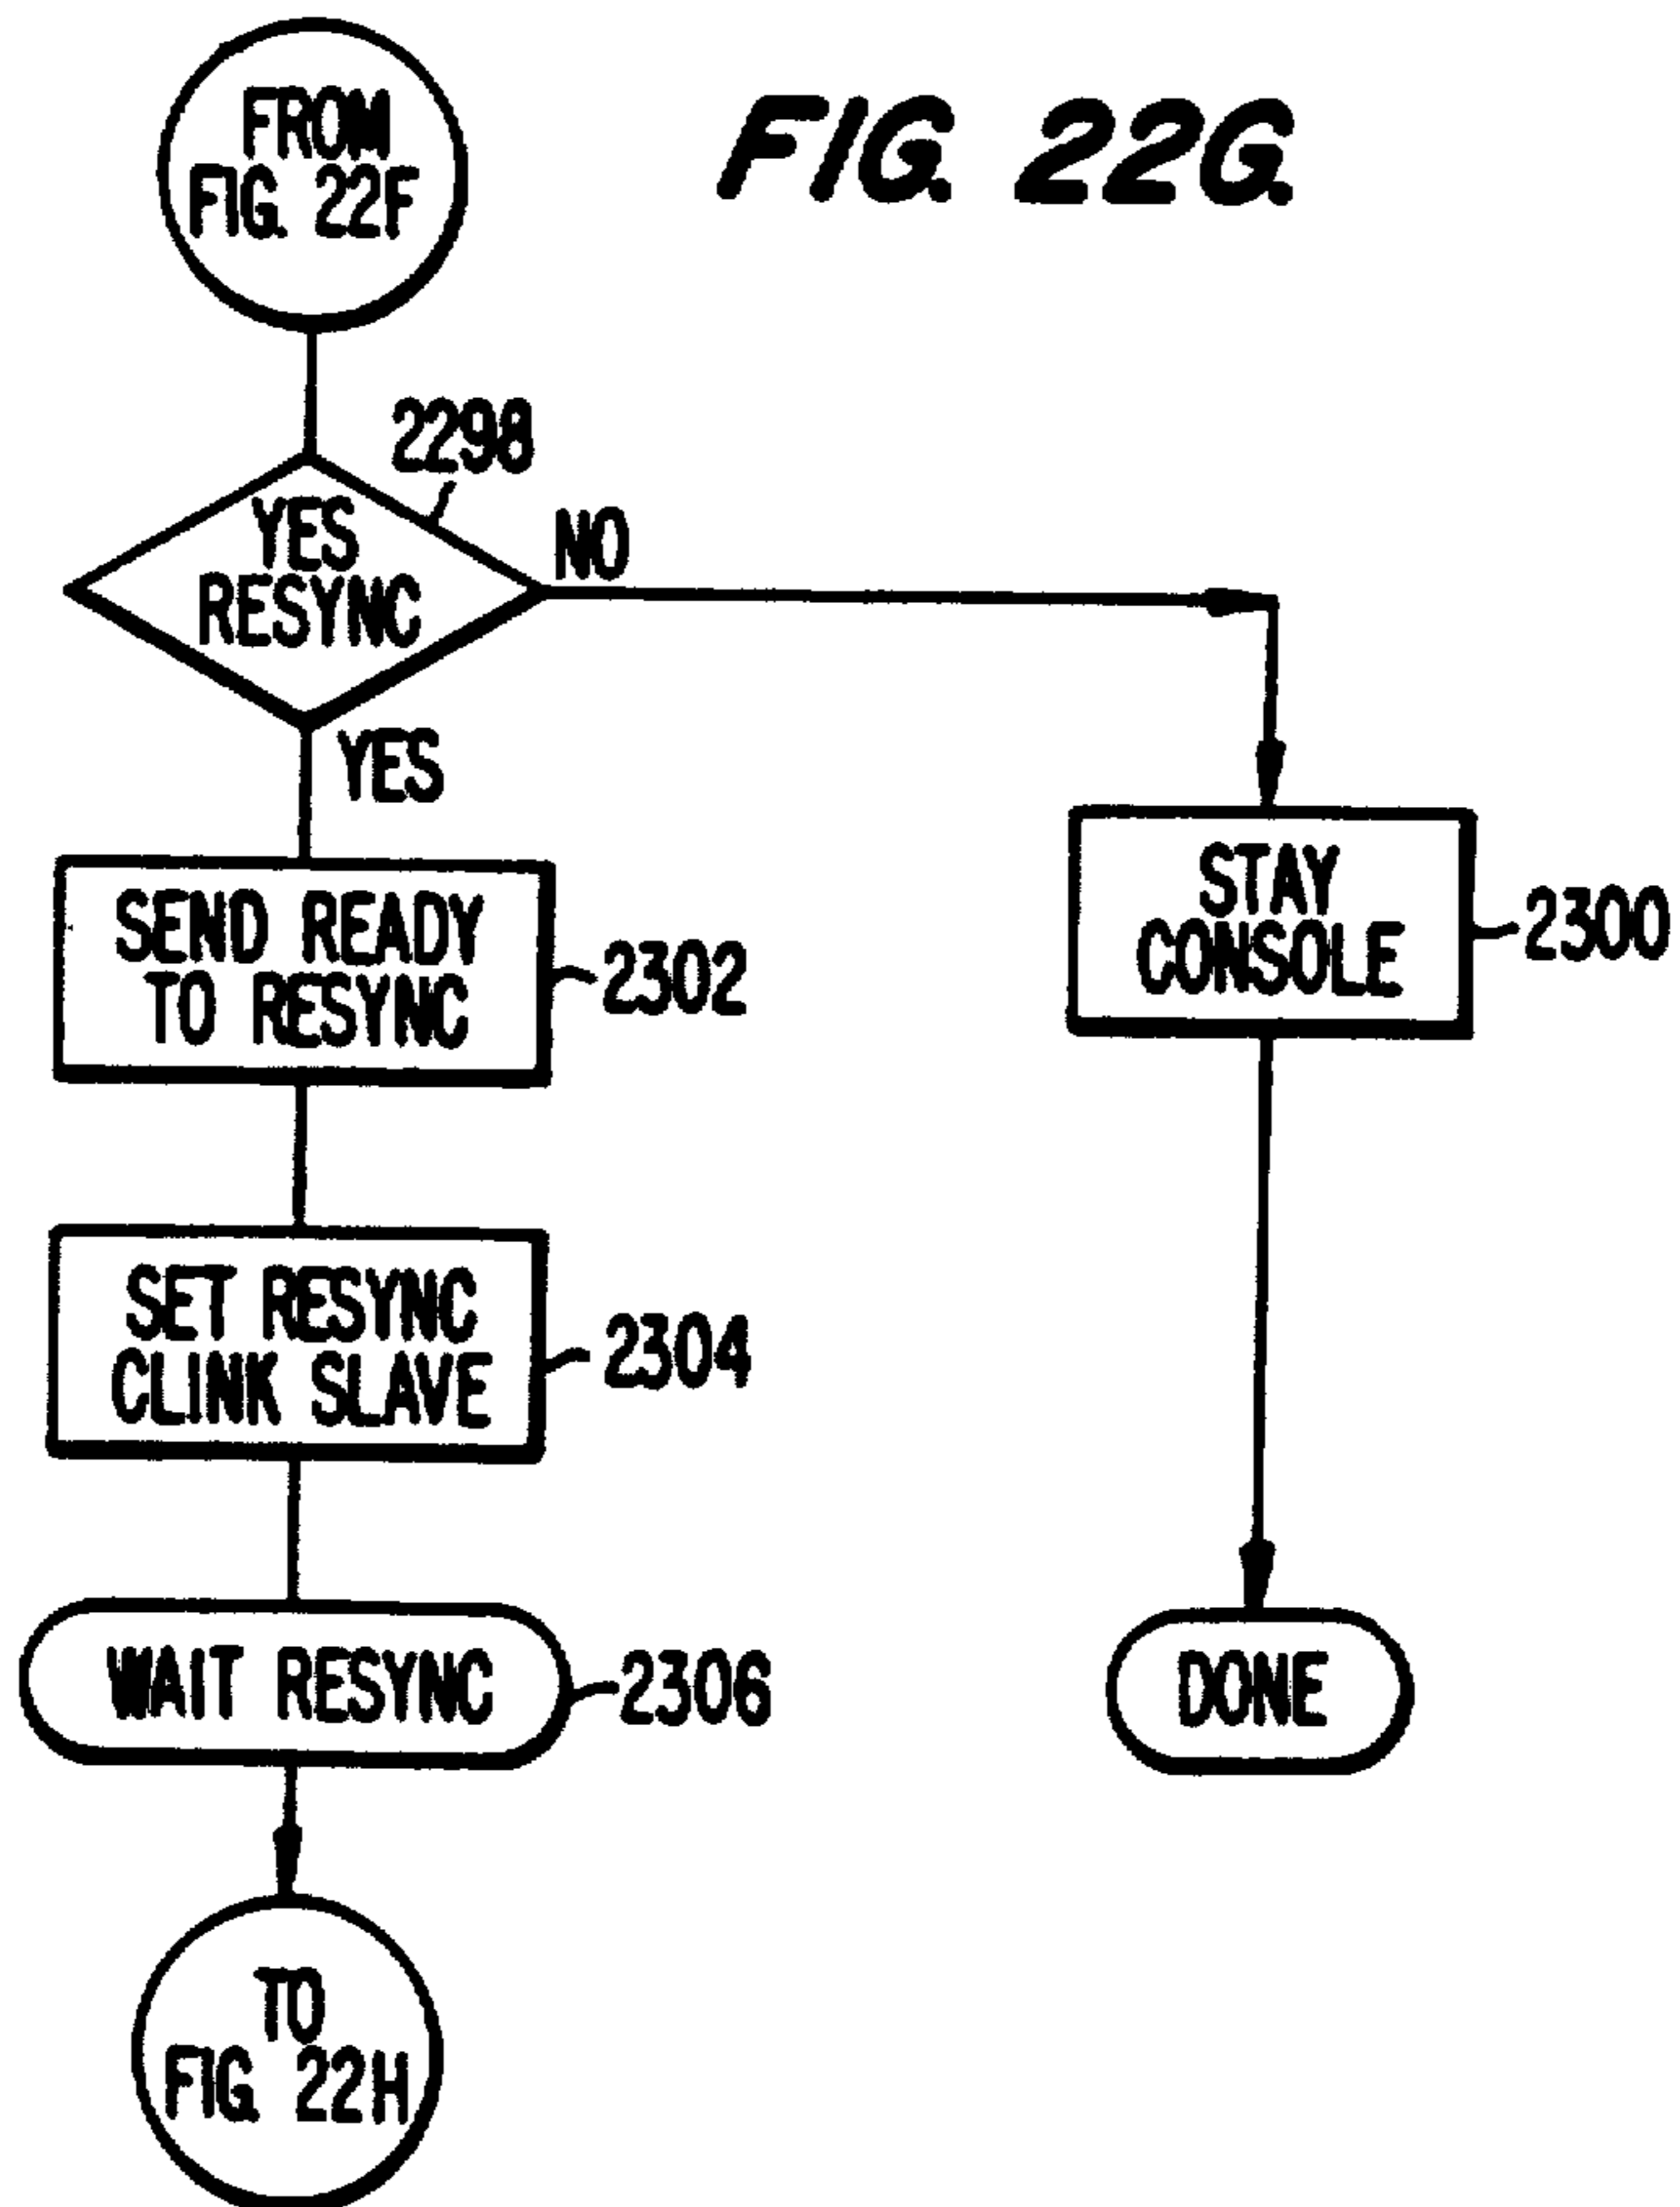 FROM
FIG. 22F
FIG. 22G
2298
YES
RESYNC
NO
YES
SEND READY
TO RESYNC
2302
STAY
CONSOLE
2300
SET RESYNC
CLINK SLAVE
2304
WAIT RESYNC
2306
DONE
TO
FIG. 22H